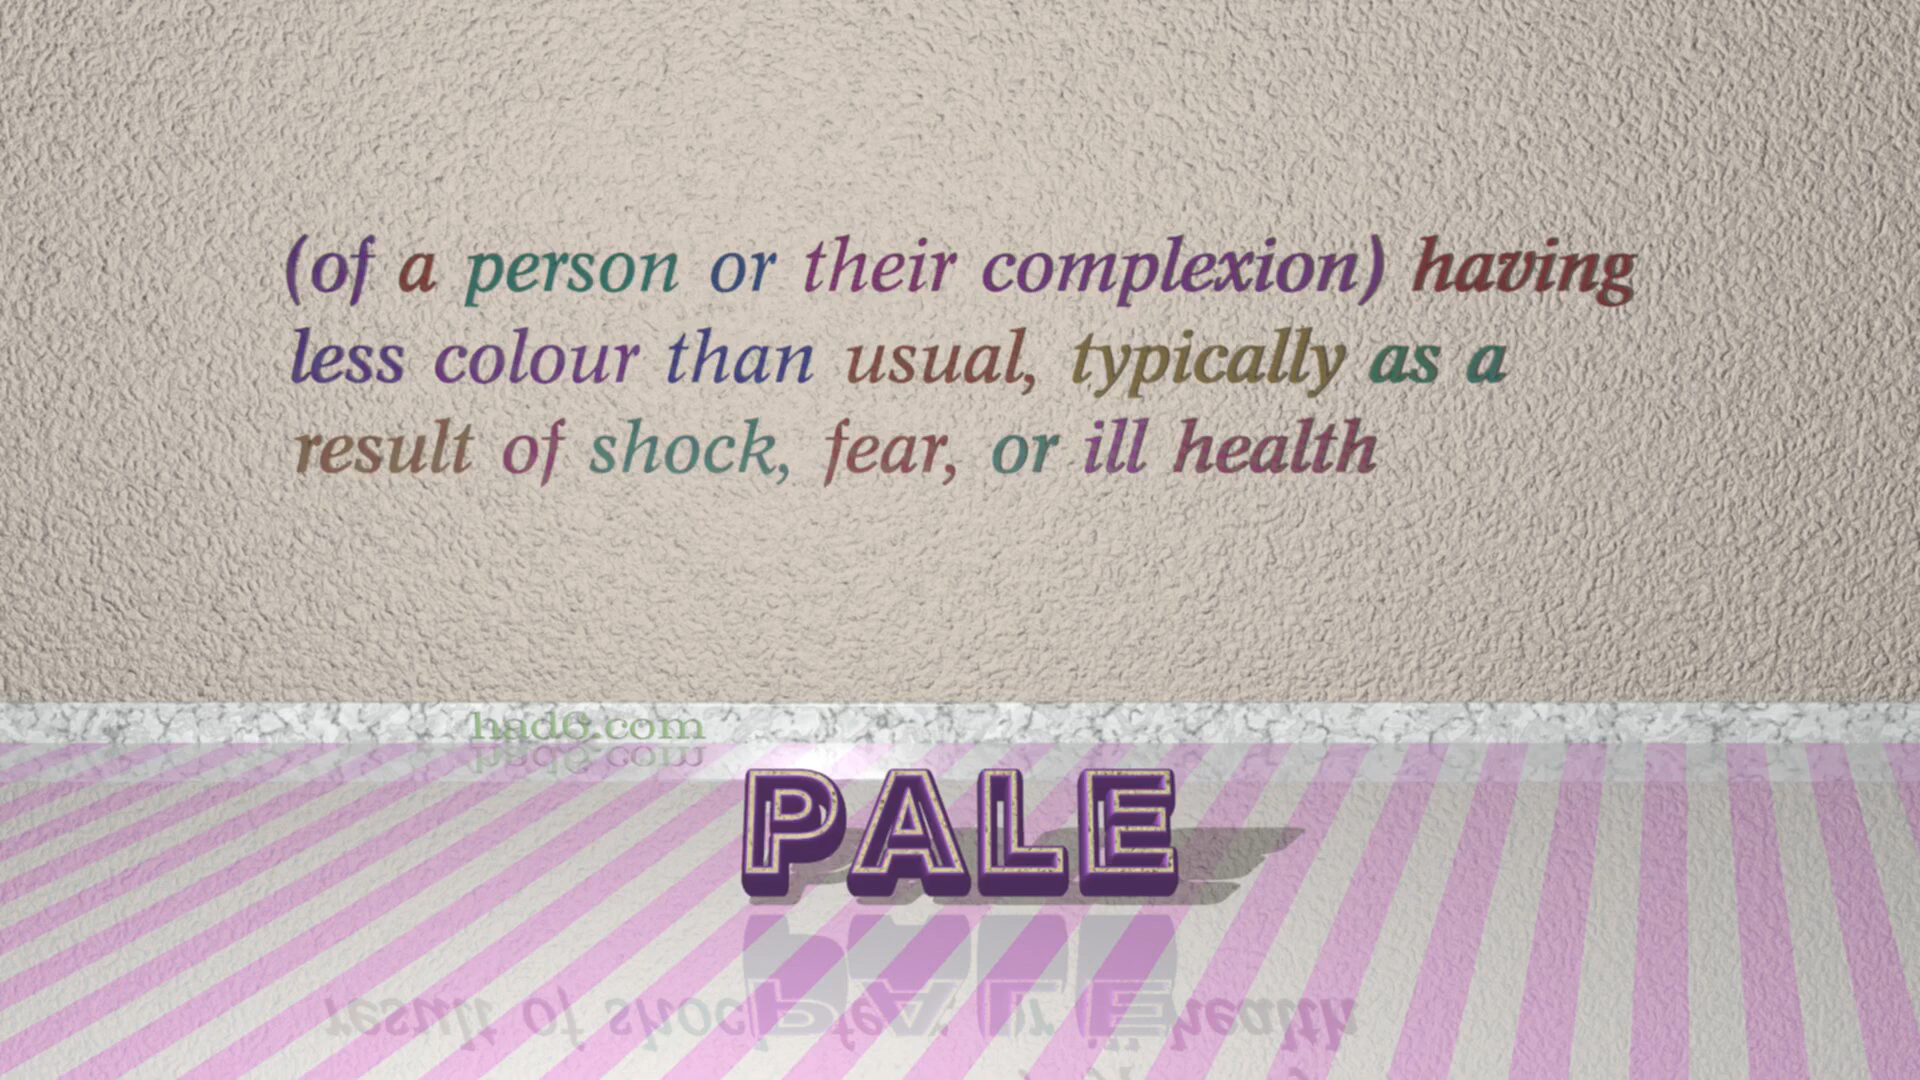 (of a person or their complexion) having
less colour than usual, typically as a
result of shock, fear, or ill health
had6.com
PALE